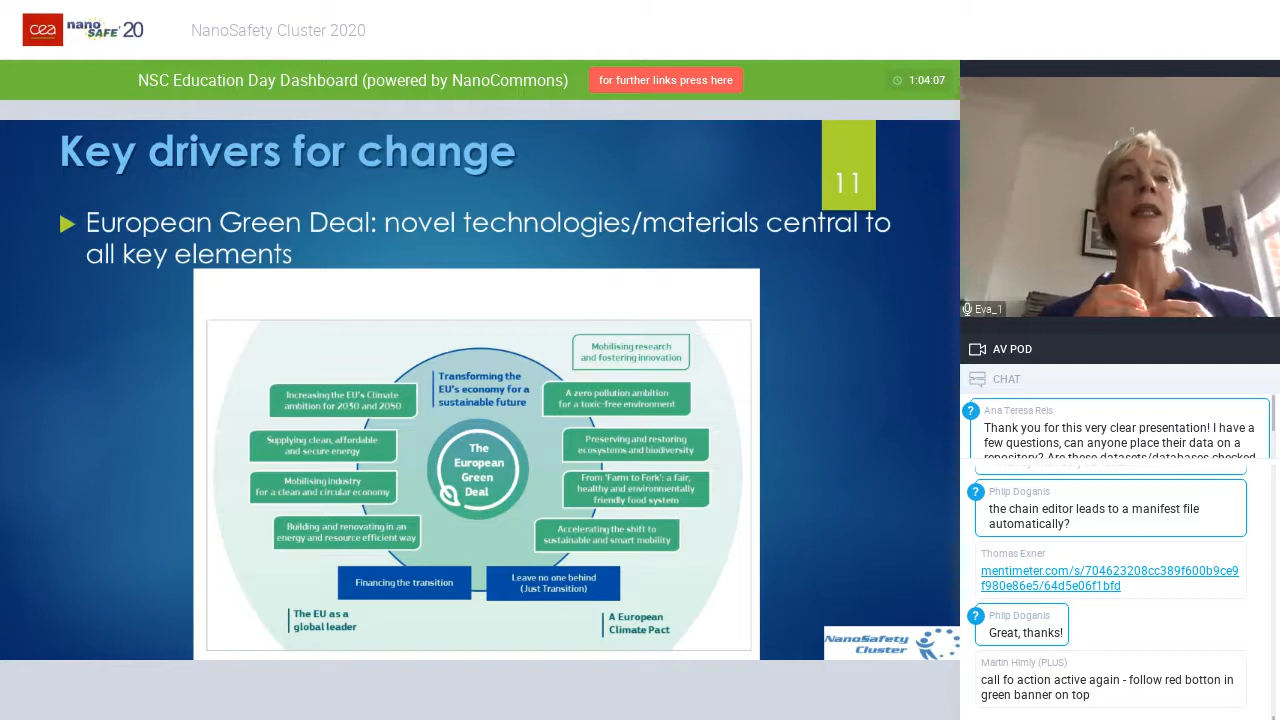 cea nano SAFE'20
NanoSafety Cluster 2020
NSC Education Day Dashboard (powered by NanoCommons)
for further links press here
1:04:07
Key drivers for change
11
European Green Deal: novel technologies/materials central to
all key elements
Mobilising research
and fostering innovation
Transforming the
EU's economy for a
sustainable future
Increasing the EU's Climate
ambition for 2030 and 2050
A zero pollution ambition
for a toxic-free environment
Supplying clean, affordable
and secure energy
Preserving and restoring
ecosystems and biodiversity
The
European
Green
Deal
Mobilising industry
for a clean and circular economy
From 'Farm to Fork': a fair,
healthy and environmentally
friendly food system
Building and renovating in an
energy and resource efficient way
Accelerating the shift to
sustainable and smart mobility
Financing the transition
Leave no one behind
(Just Transition)
The EU as a
global leader
A European
Climate Pact
NanoSafety
Cluster
Eva_1
AV POD
CHAT
? Ana Teresa Reis
Thank you for this very clear presentation! I have a
few questions, can anyone place their data on a
repository? Are these datasets/databases checked
? Philp Doganis
the chain editor leads to a manifest file
automatically?
Thomas Exner
mentimeter.com/s/704623208cc389f600b9ce9
f980e86e5/64d5e06f1bfd
? Philp Doganis
Great, thanks!
Martin Himly (PLUS)
call fo action active again - follow red botton in
green banner on top